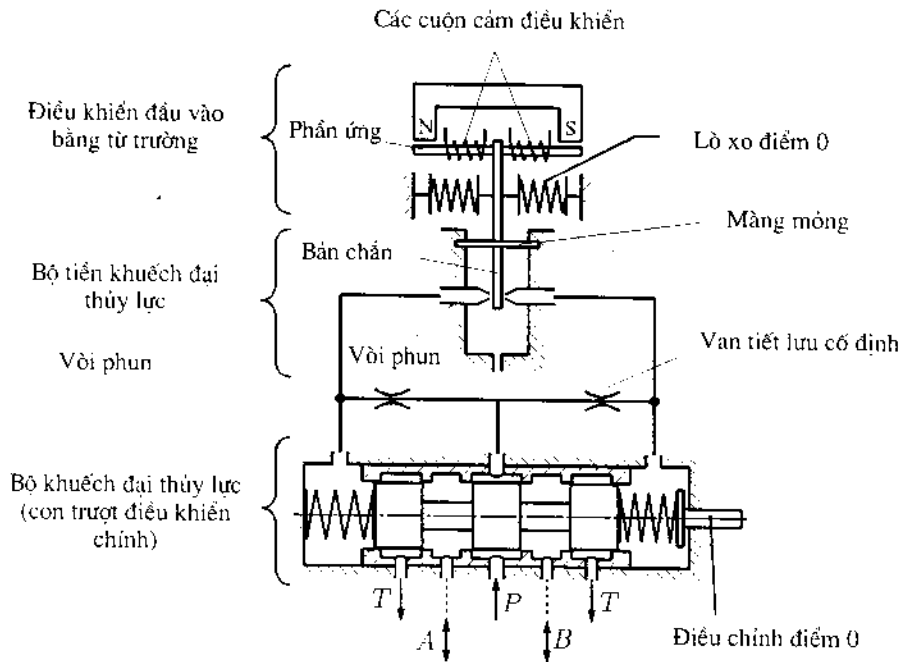 Các cuộn cảm điều khiển
Điều khiển đầu vào
bằng từ trường
N
S
Phần ứng
Lò xo điểm 0
Màng mỏng
Bản chắn
Bộ tiền khuếch đại
thủy lực
Vòi phun
Vòi phun
Van tiết lưu cố định
Bộ khuếch đại thủy lực
(con trượt điều khiển
chính)
T
A
P
B
T
Điều chỉnh điểm 0